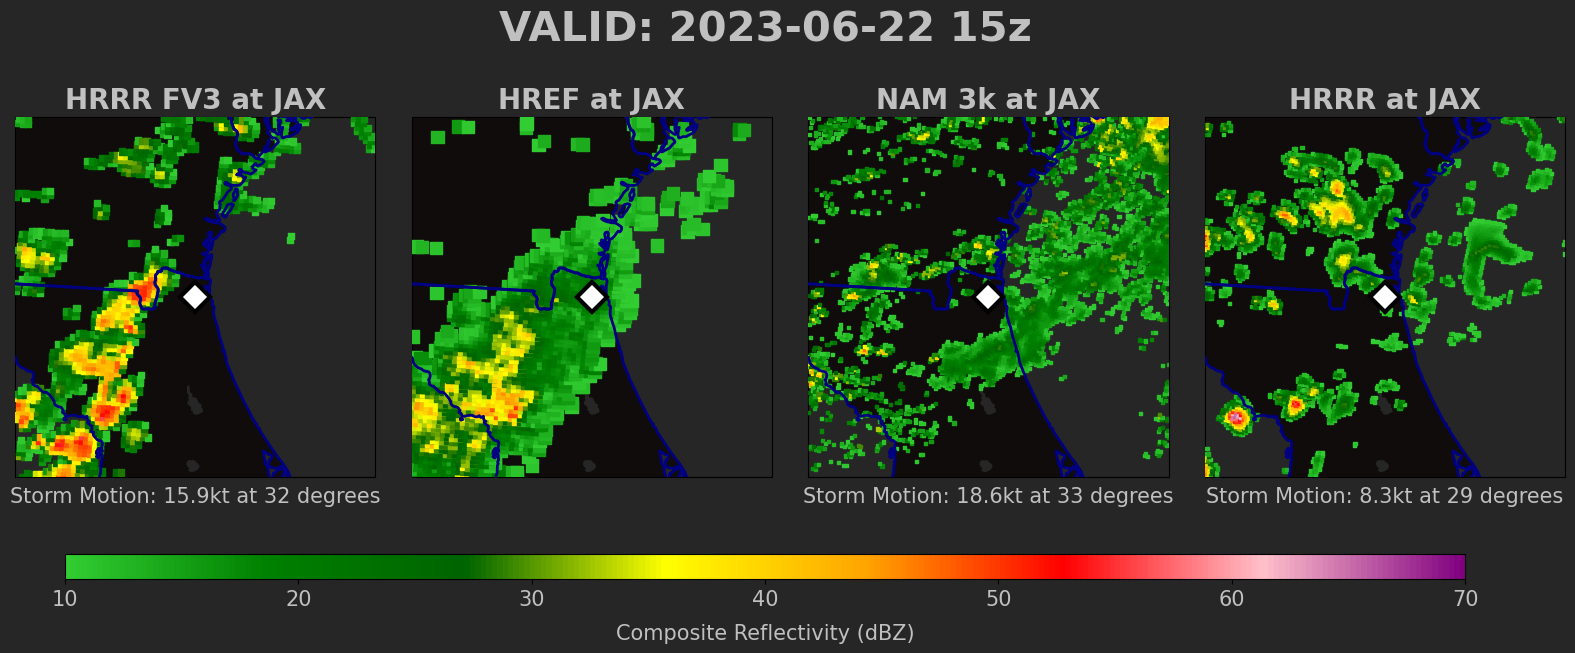 VALID: 2023-06-22 15z
HRRR FV3 at JAX
HREF at JAX
NAM 3k at JAX
HRRR at JAX
Storm Motion: 15.9kt at 32 degrees
Storm Motion: 18.6kt at 33 degrees
Storm Motion: 8.3kt at 29 degrees
10 20 30 40 50 60 70
Composite Reflectivity (dBZ)